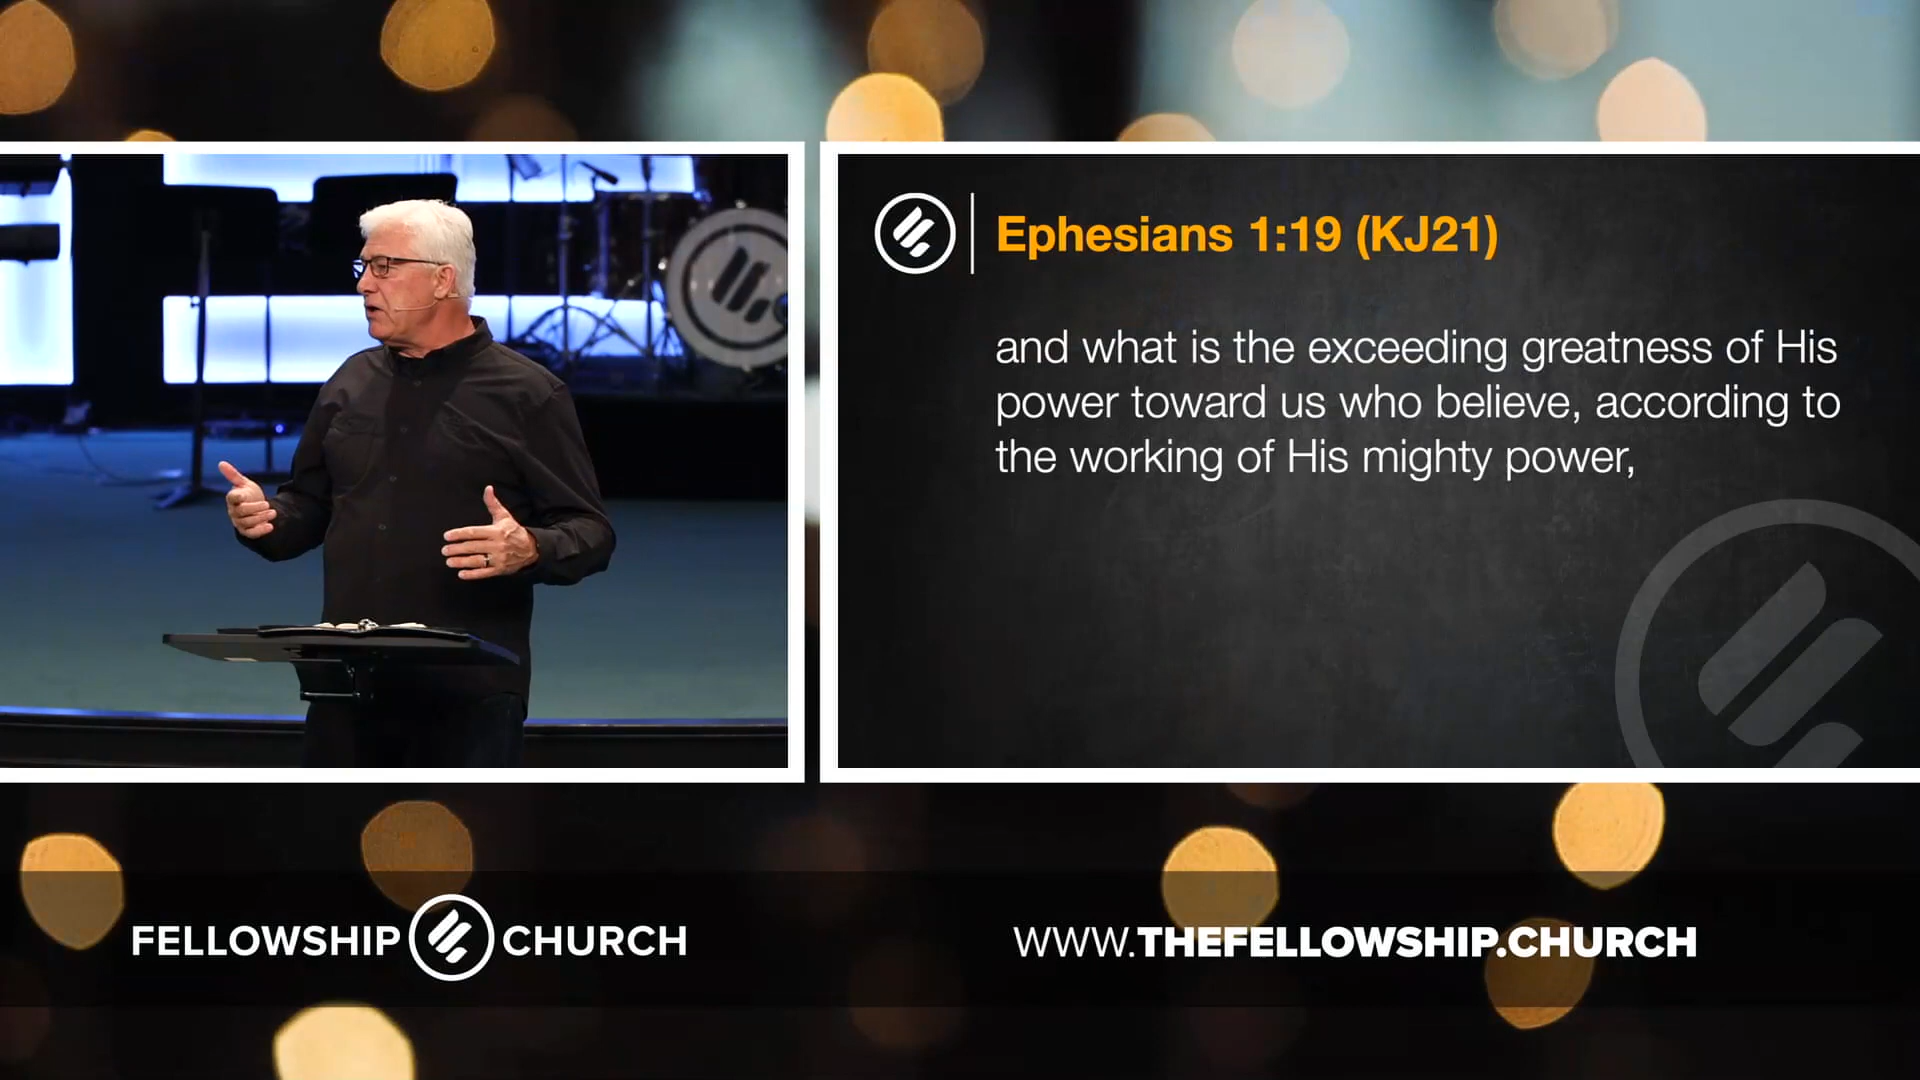 Ephesians 1:19 (KJ21)
and what is the exceeding greatness of His
power toward us who believe, according to
the working of His mighty power,
FELLOWSHIP CHURCH
WWW.THEFELLOWSHIP.CHURCH